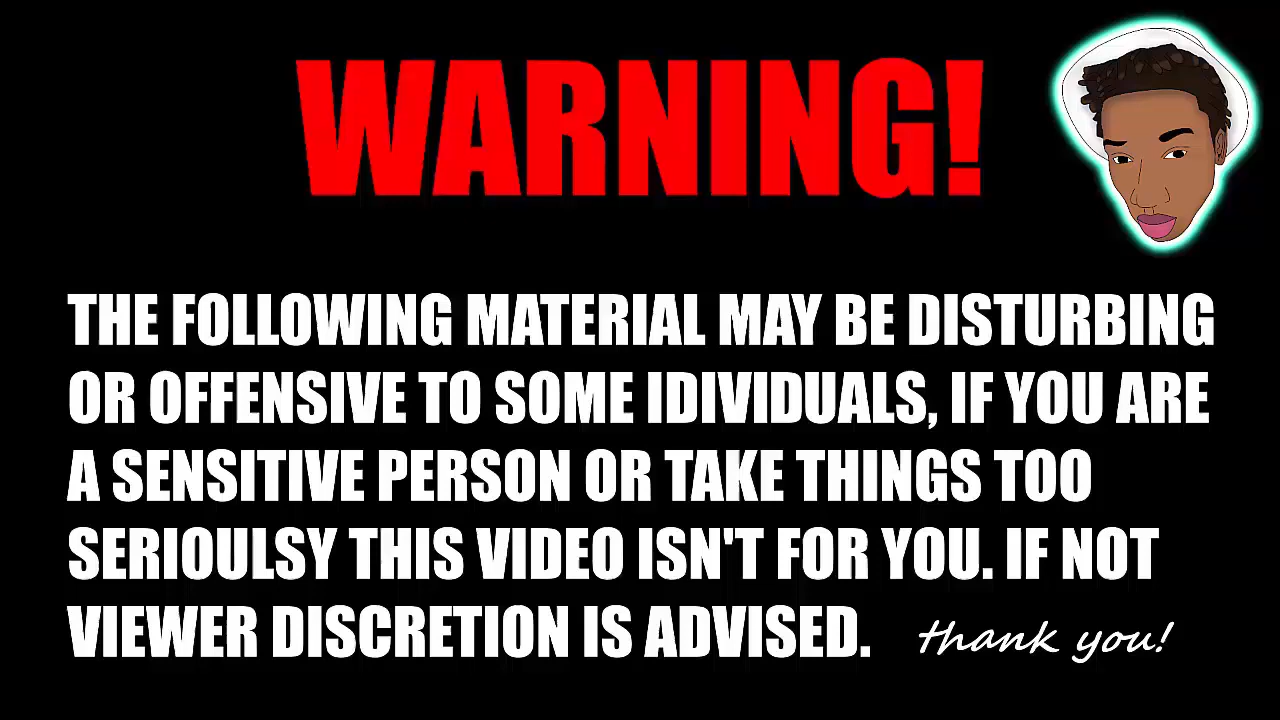 WARNING!
THE FOLLOWING MATERIAL MAY BE DISTURBING
OR OFFENSIVE TO SOME IDIVIDUALS, IF YOU ARE
A SENSITIVE PERSON OR TAKE THINGS TOO
SERIOULSY THIS VIDEO ISN'T FOR YOU. IF NOT
VIEWER DISCRETION IS ADVISED. thank you!